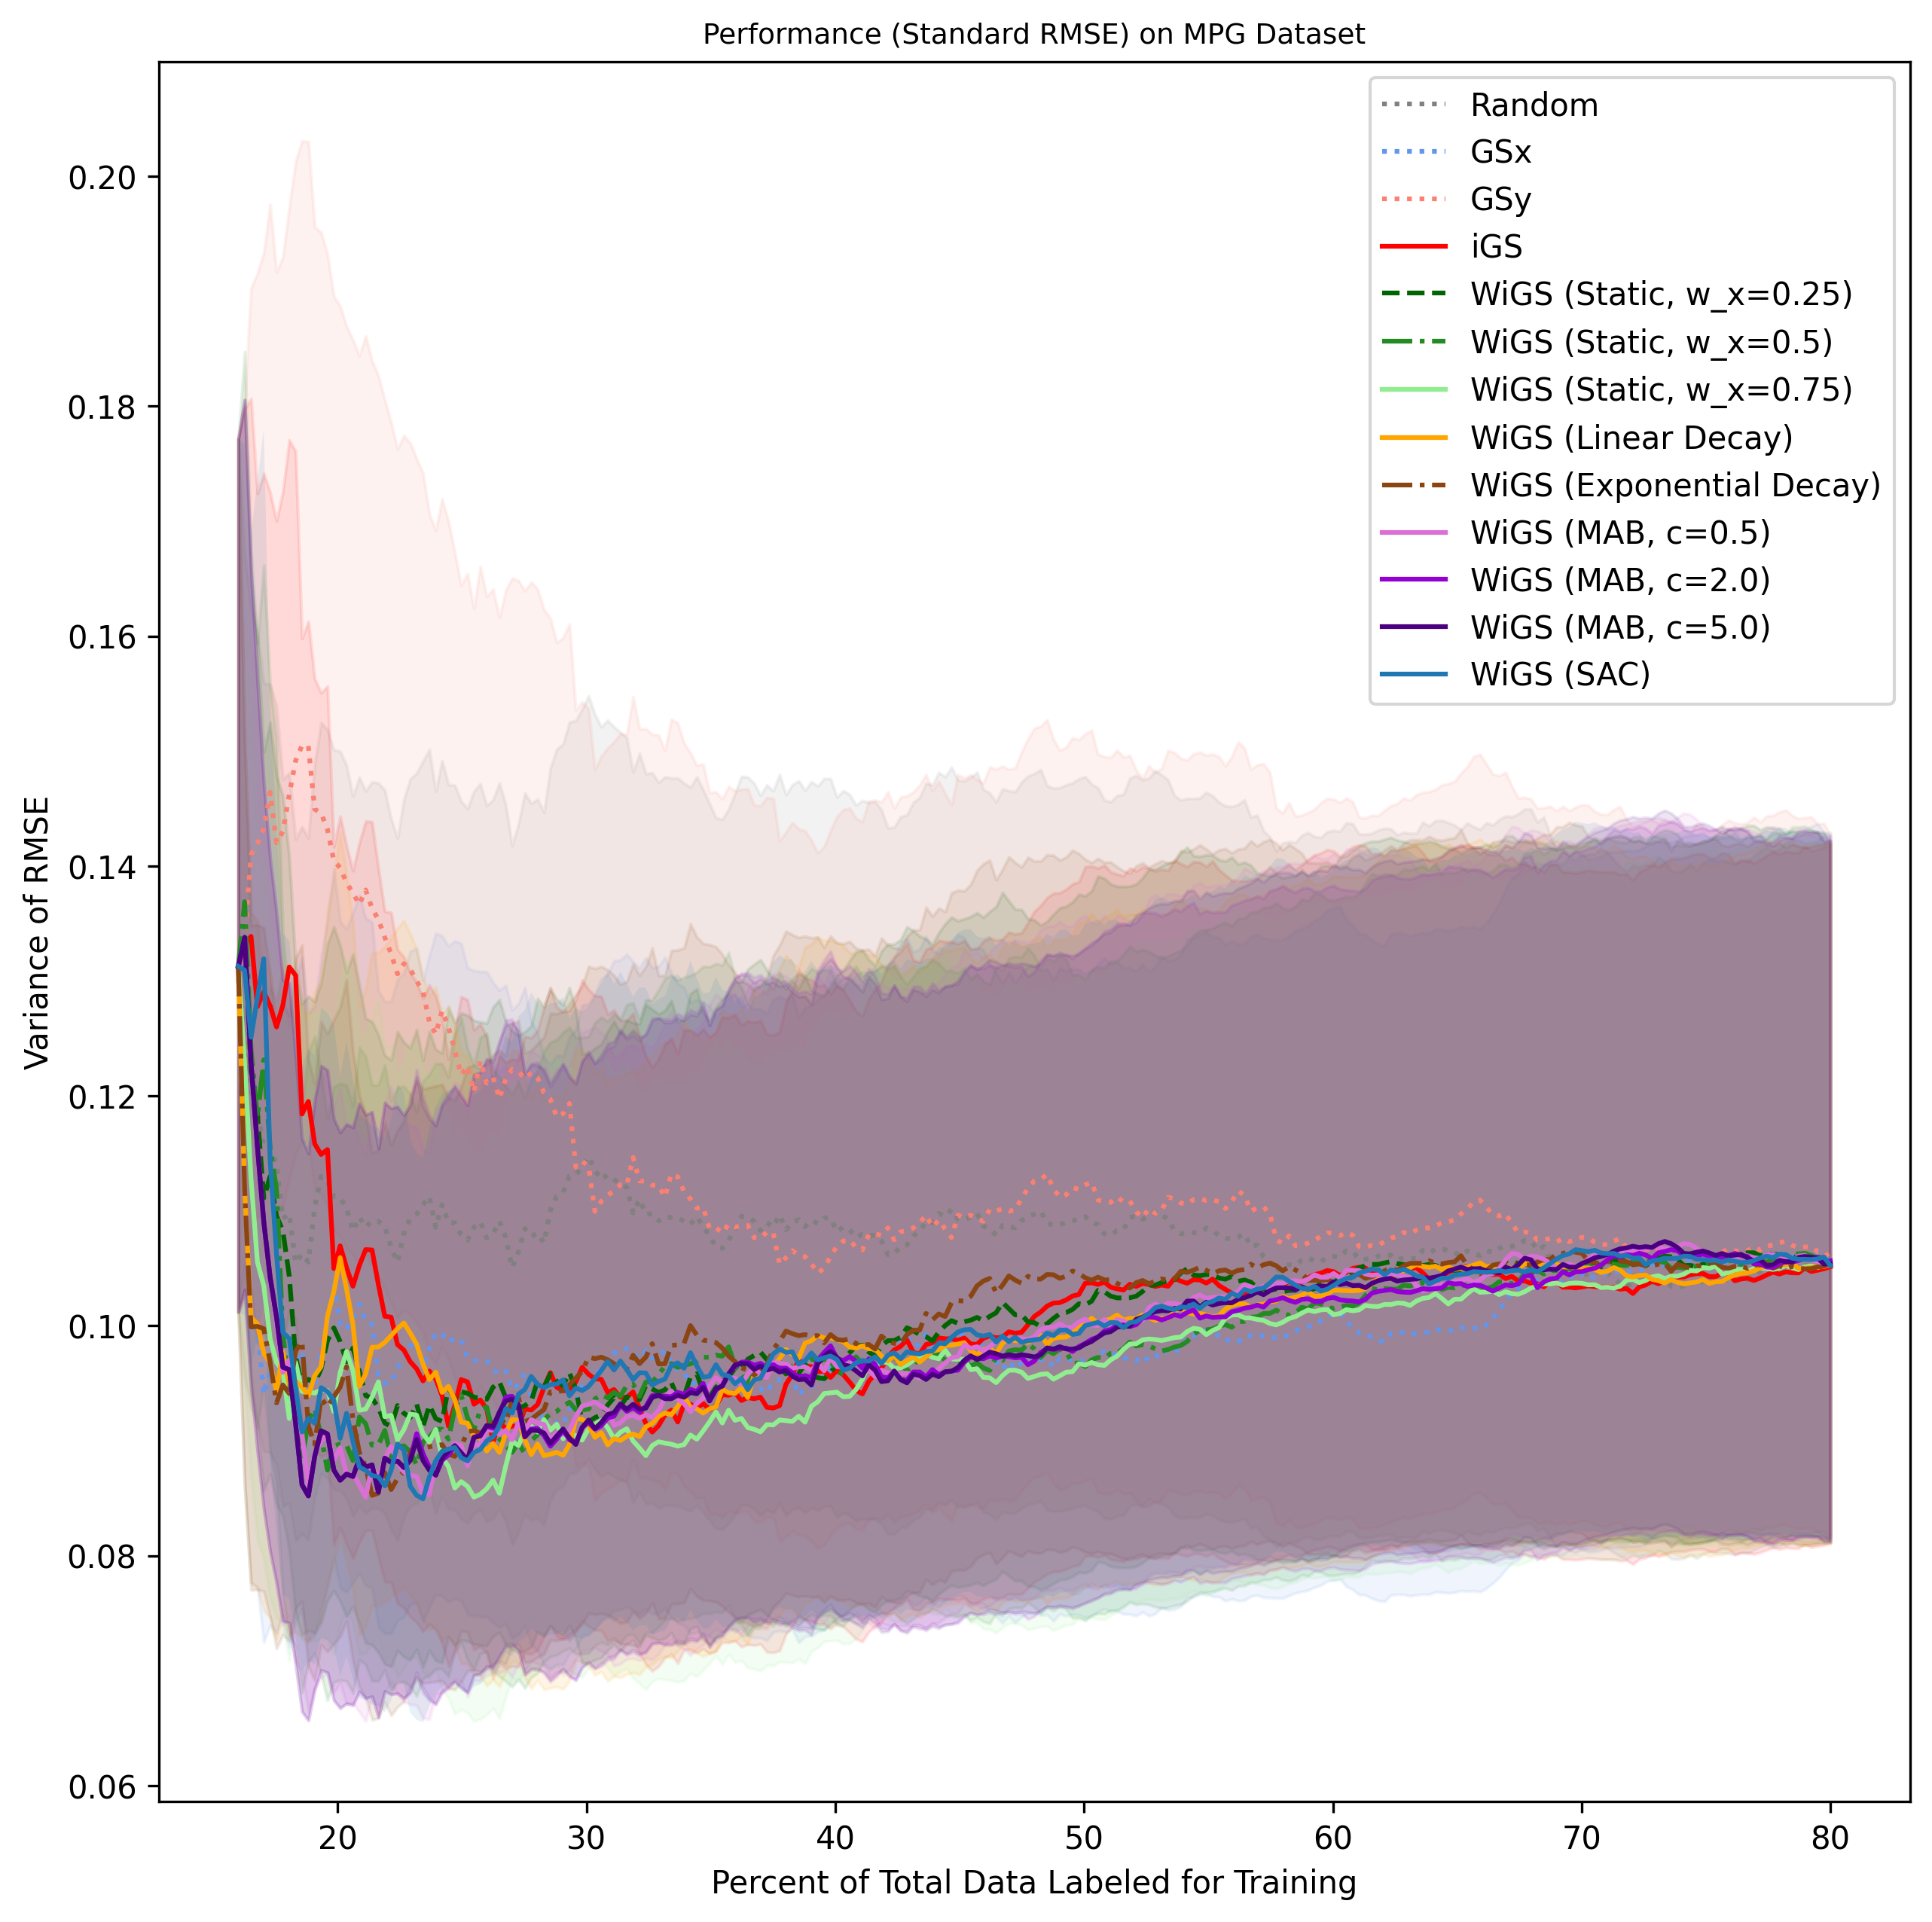 Performance (Standard RMSE) on MPG Dataset
Variance of RMSE
0.20
0.18
0.16
0.14
0.12
0.10
0.08
0.06
Random
GSx
GSy
iGS
WiGS (Static, w_x=0.25)
WiGS (Static, w_x=0.5)
WiGS (Static, w_x=0.75)
WiGS (Linear Decay)
WiGS (Exponential Decay)
WiGS (MAB, c=0.5)
WiGS (MAB, c=2.0)
WiGS (MAB, c=5.0)
WiGS (SAC)
20 30 40 50 60 70 80
Percent of Total Data Labeled for Training